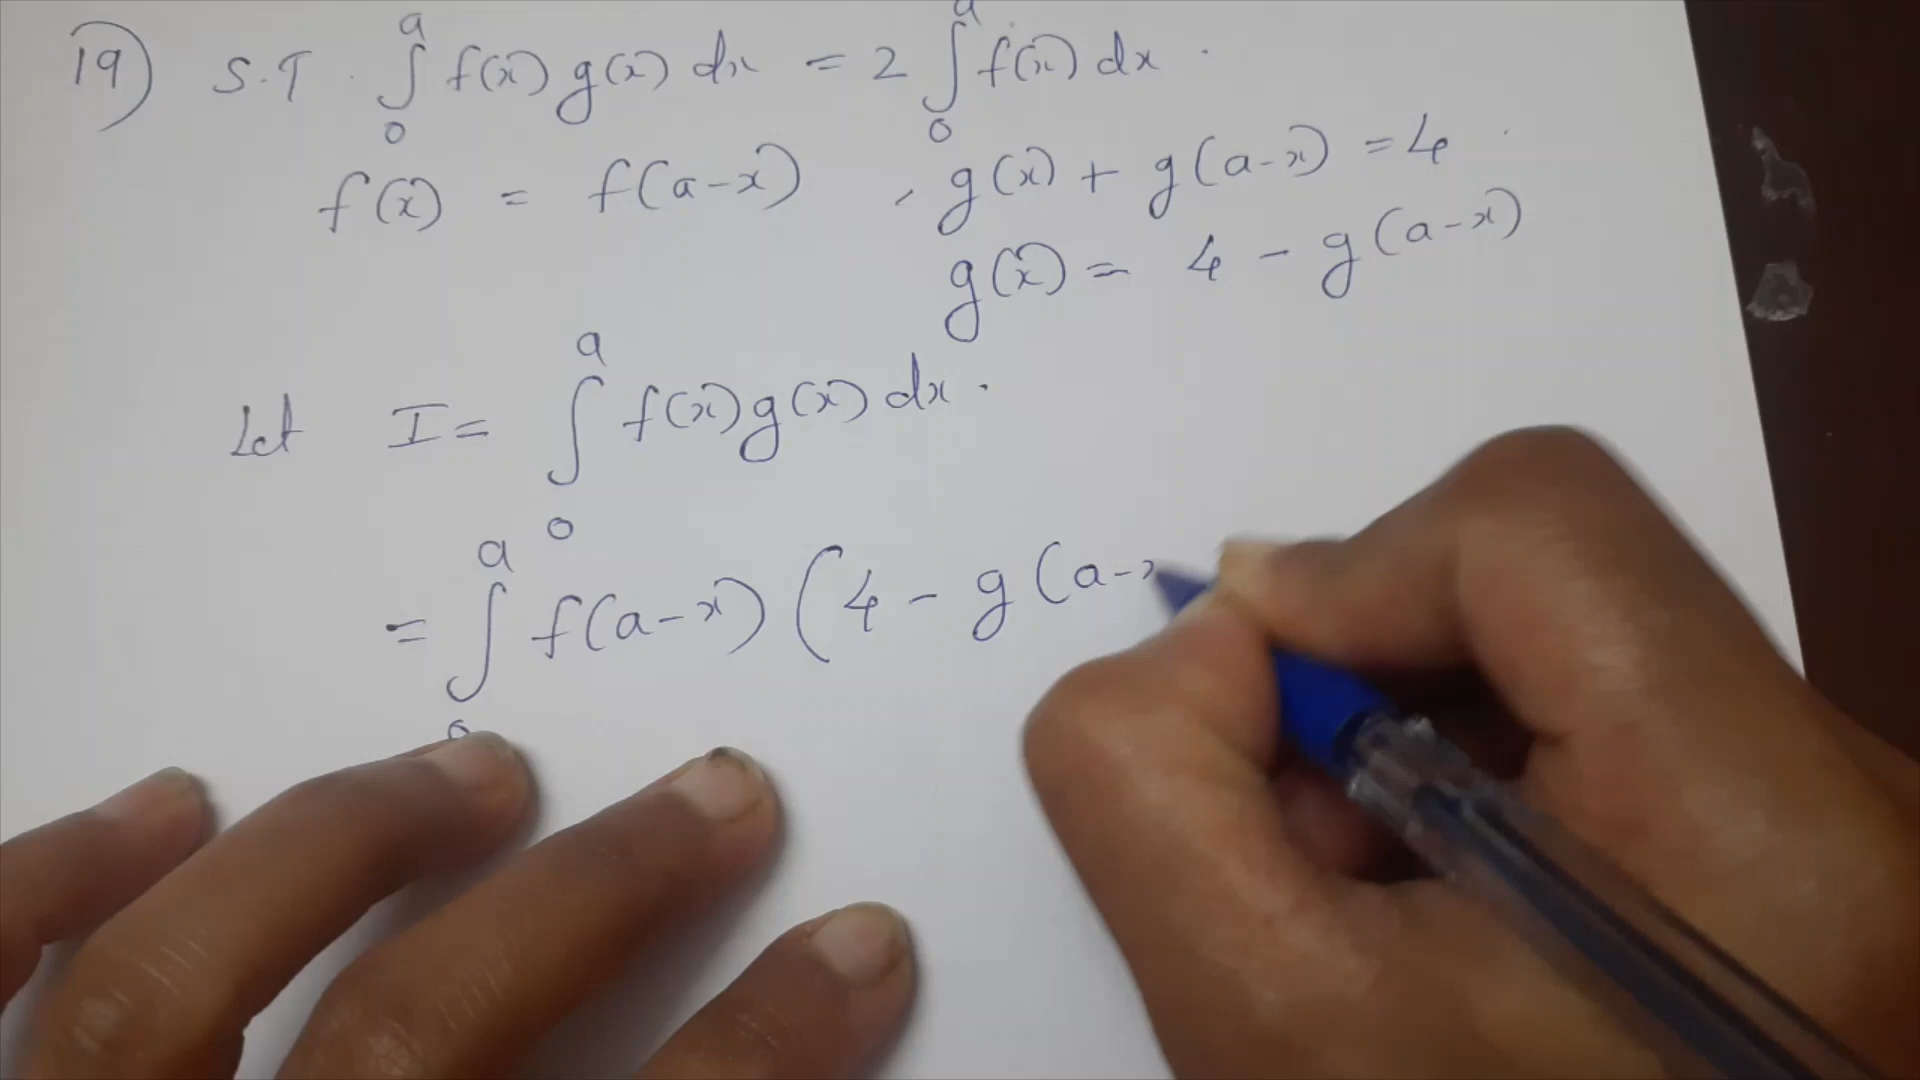 19) S.T. ∫₀ᵃ f(x) g(x) dx = 2 ∫₀ᵃ f(x) dx.
f(x) = f(a-x) , g(x) + g(a-x) = 4.
g(x) = 4 - g(a-x)
Let I = ∫₀ᵃ f(x) g(x) dx.
= ∫₀ᵃ f(a-x) (4 - g(a-x